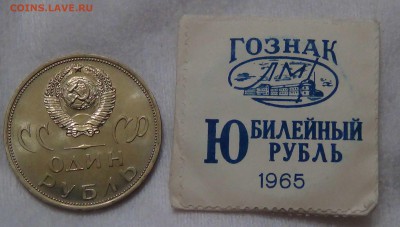 COINS.LAVE.RU
СССР
ОДИН
РУБЛЬ
ГОЗНАК
ЛМД
ЮБИЛЕЙНЫЙ
РУБЛЬ
1965